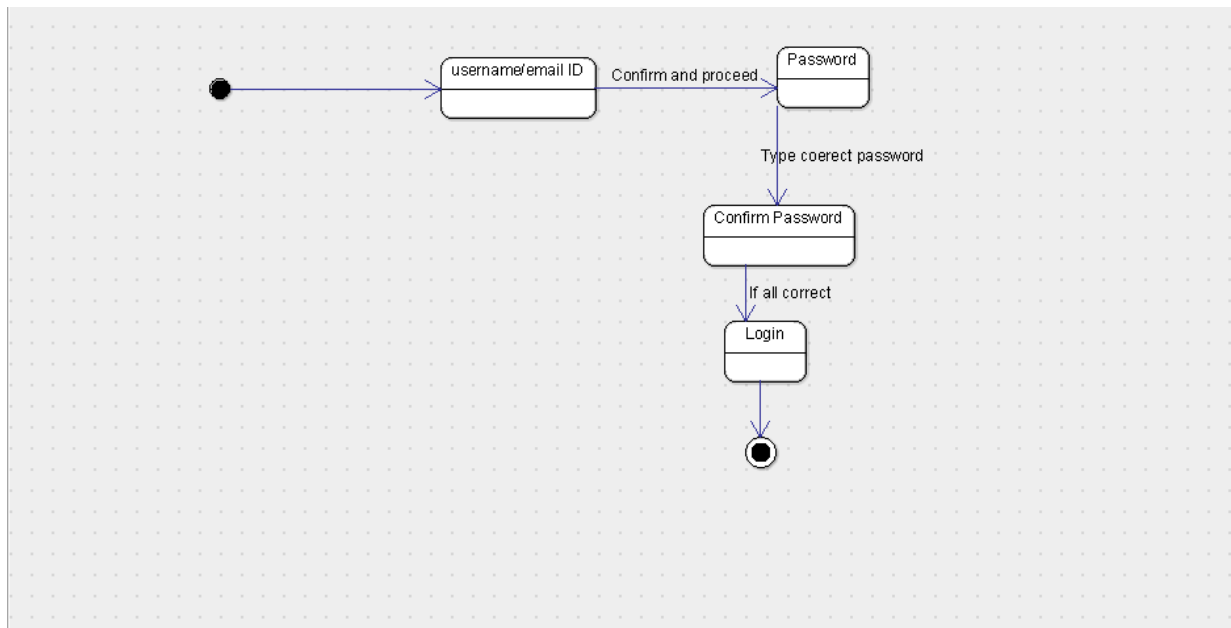 username/email ID
Confirm and proceed
Password
Type coerect password
Confirm Password
If all correct
Login